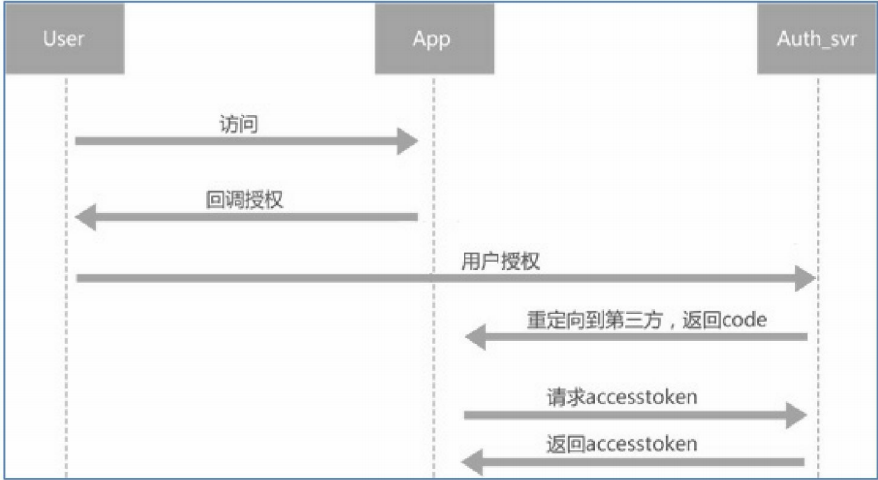 User
App
Auth_svr
访问
回调授权
用户授权
重定向到第三方，返回code
请求accesstoken
返回accesstoken